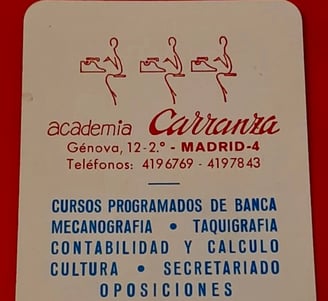 academia Carranza
Génova, 12-2.º - MADRID-4
Teléfonos: 4196769 - 4197843
CURSOS PROGRAMADOS DE BANCA
MECANOGRAFIA • TAQUIGRAFIA
CONTABILIDAD Y CALCULO
CULTURA • SECRETARIADO
OPOSICIONES